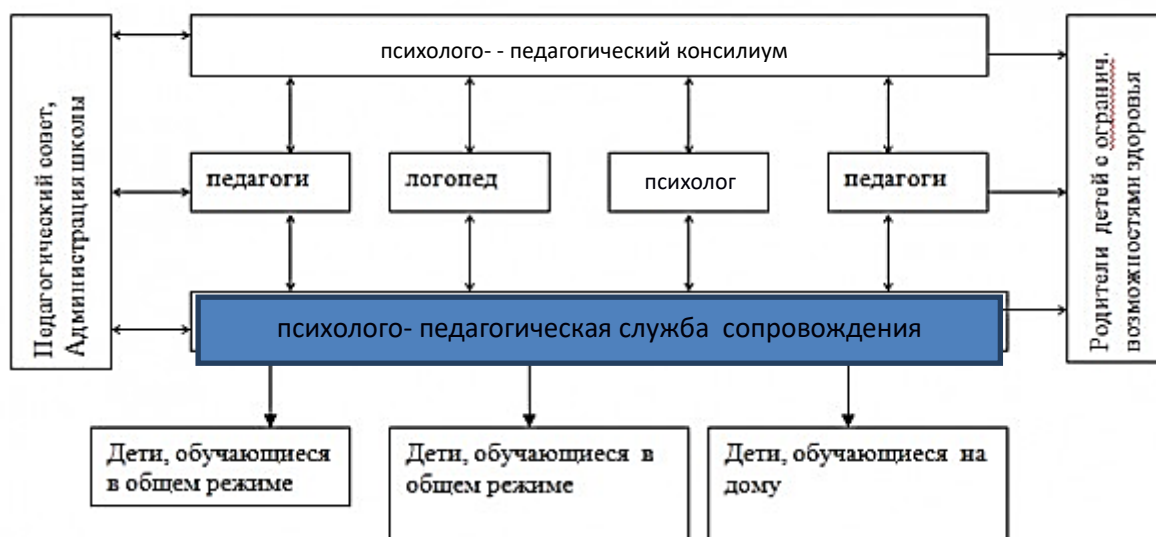 психолого- - педагогический консилиум
Педагогический совет,
Администрация школы
Родители детей с огранич.
возможностями здоровья
педагоги
логопед
психолог
педагоги
психолого- педагогическая служба сопровождения
Дети, обучающиеся
в общем режиме
Дети, обучающиеся в
общем режиме
Дети, обучающиеся на
дому